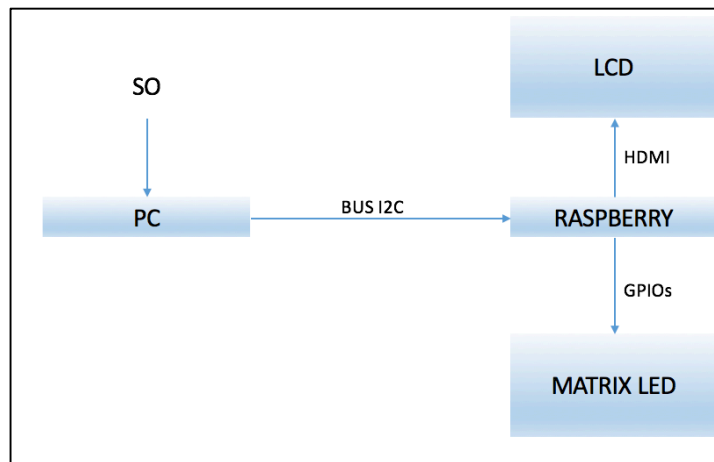 LCD
SO
HDMI
BUS I2C
PC
RASPBERRY
GPIOs
MATRIX LED